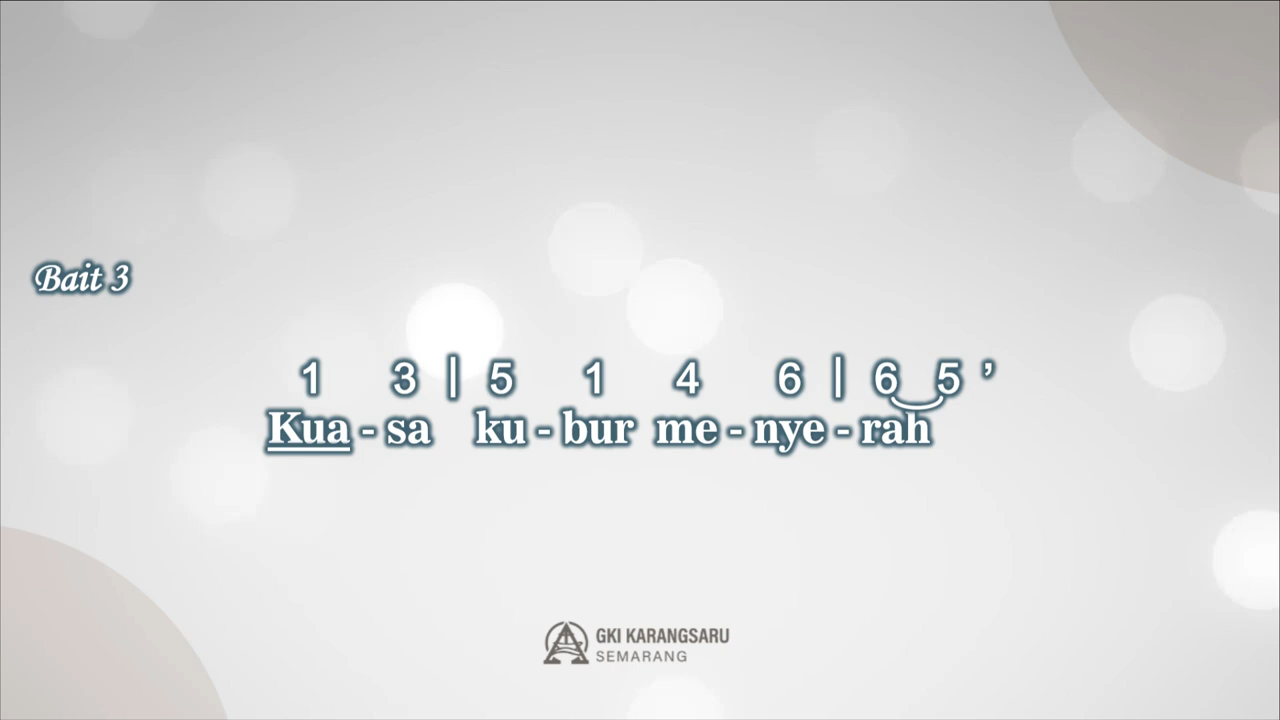 Bait 3
1 3 | 5 1 4 6 | 6 5 ’
Kua - sa ku - bur me - nye - rah
GKI KARANGSARU
SEMARANG